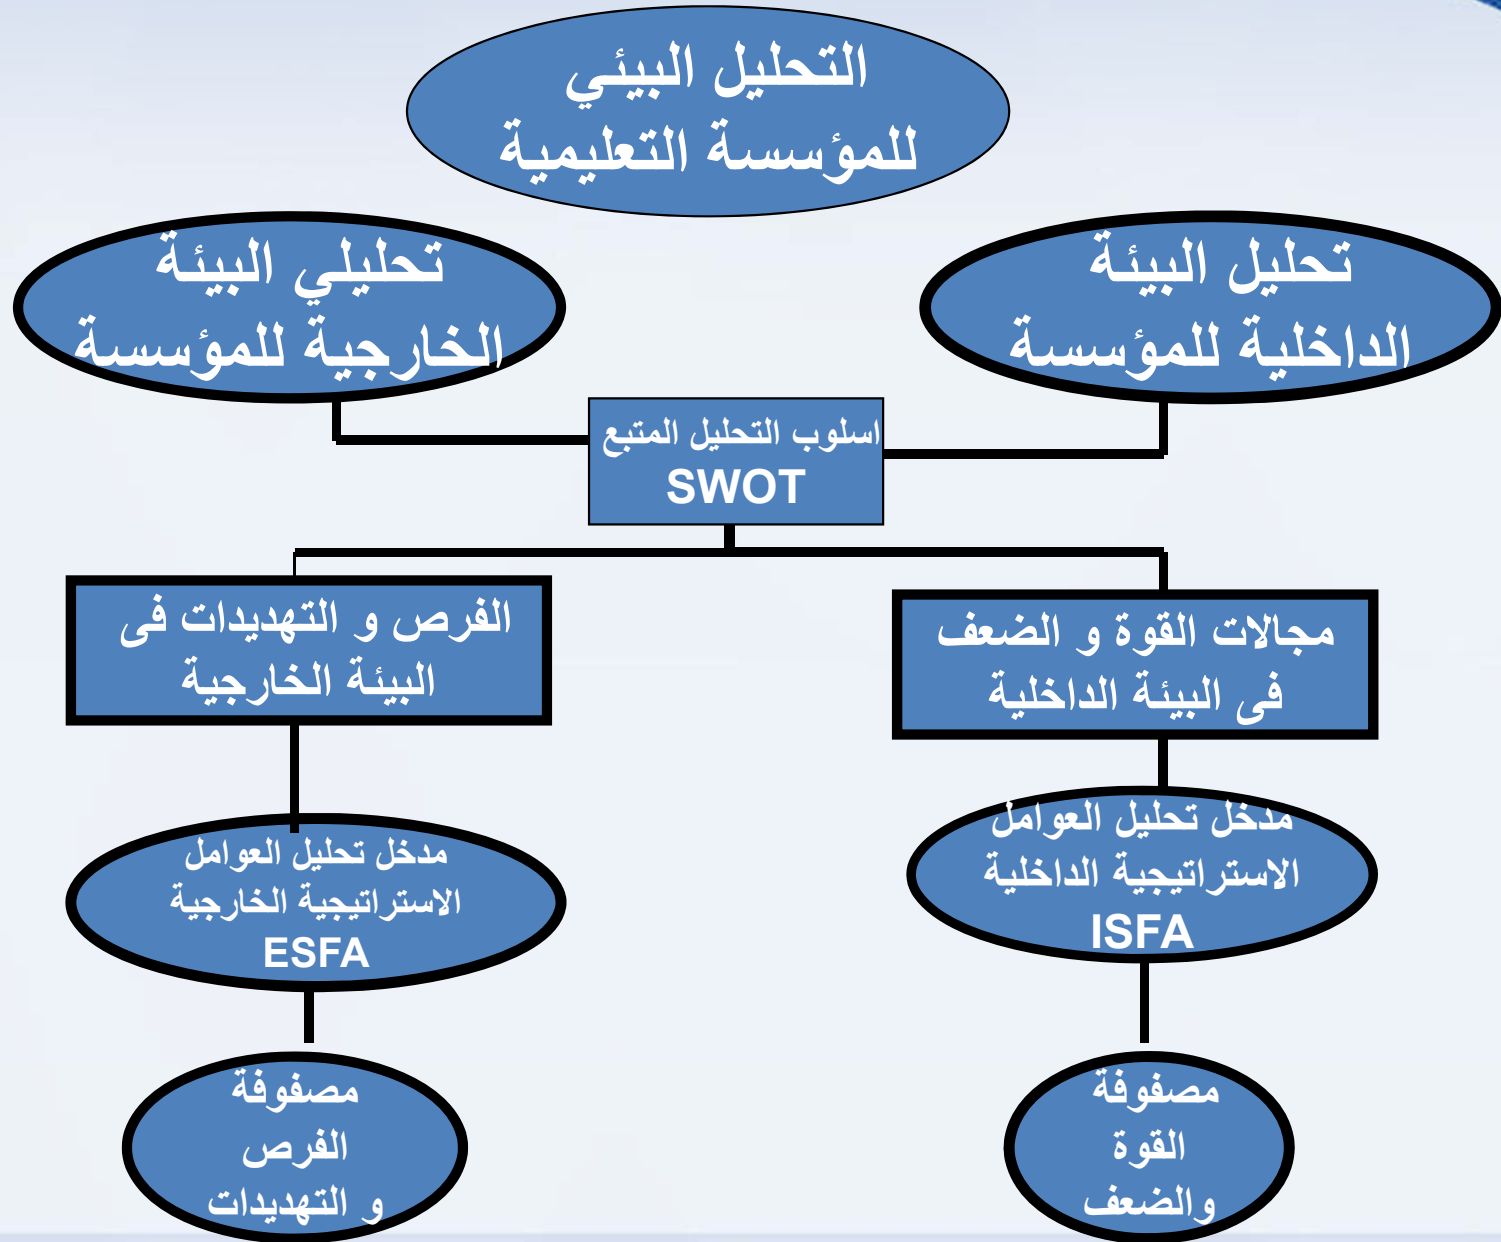 التحليل البيئي
للمؤسسة التعليمية
تحليل البيئة
الداخلية للمؤسسة
تحليلي البيئة
الخارجية للمؤسسة
اسلوب التحليل المتبع
SWOT
مجالات القوة و الضعف
فى البيئة الداخلية
الفرص و التهديدات فى
البيئة الخارجية
مدخل تحليل العوامل
الاستراتيجية الداخلية
ISFA
مدخل تحليل العوامل
الاستراتيجية الخارجية
ESFA
مصفوفة
القوة
والضعف
مصفوفة
الفرص
و التهديدات